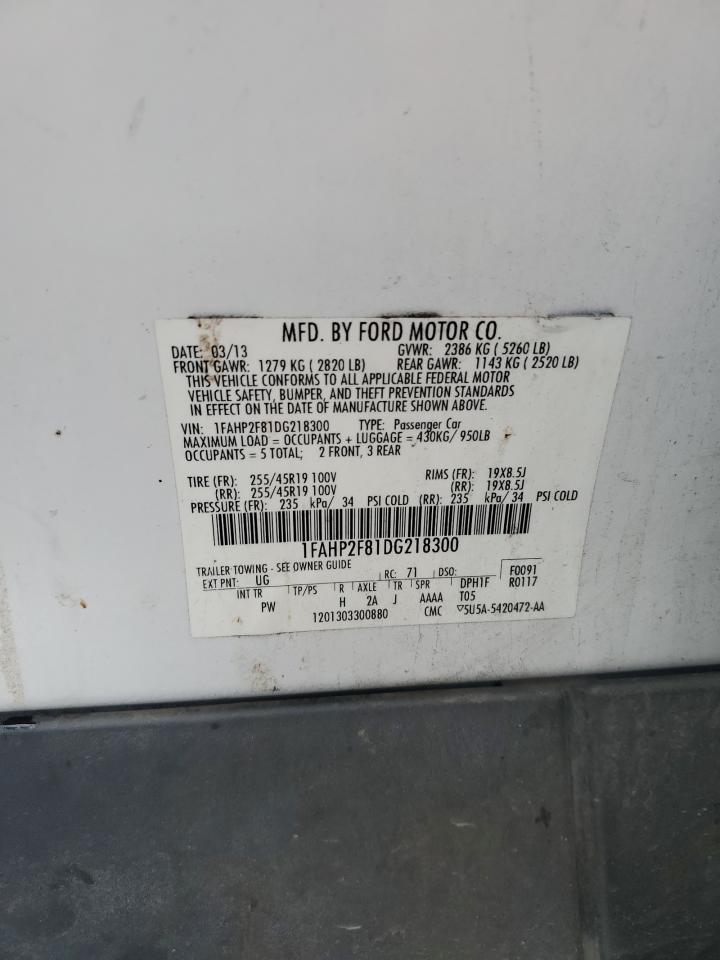 MFD. BY FORD MOTOR CO.
DATE: 03/13 GVWR: 2386 KG ( 5260 LB)
FRONT GAWR: 1279 KG ( 2820 LB) REAR GAWR: 1143 KG ( 2520 LB)
THIS VEHICLE CONFORMS TO ALL APPLICABLE FEDERAL MOTOR
VEHICLE SAFETY, BUMPER, AND THEFT PREVENTION STANDARDS
IN EFFECT ON THE DATE OF MANUFACTURE SHOWN ABOVE.
VIN: 1FAHP2F81DG218300 TYPE: Passenger Car
MAXIMUM LOAD = OCCUPANTS + LUGGAGE = 430KG/ 950LB
OCCUPANTS = 5 TOTAL; 2 FRONT, 3 REAR
TIRE (FR): 255/45R19 100V RIMS (FR): 19X8.5J
(RR): 255/45R19 100V (RR): 19X8.5J
PRESSURE (FR): 235 kPa/ 34 PSI COLD (RR): 235 kPa/ 34 PSI COLD
1FAHP2F81DG218300
TRAILER TOWING - SEE OWNER GUIDE F0091
EXT PNT: UG RC: 71 DSO: R0117
INT TR TP/PS R AXLE TR SPR DPH1F
PW H 2A J AAAA T05
1201303300880 CMC ▽5U5A-5420472-AA